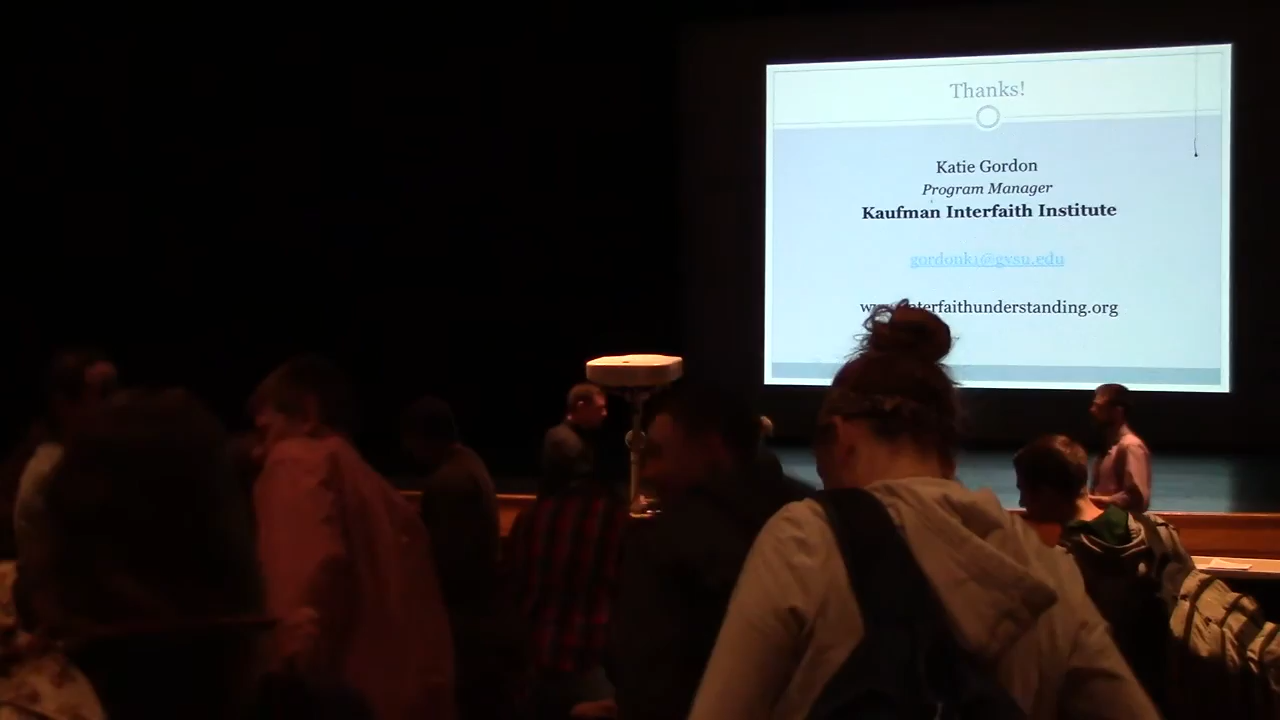 Thanks!
Katie Gordon
Program Manager
Kaufman Interfaith Institute
gordonk1@gvsu.edu